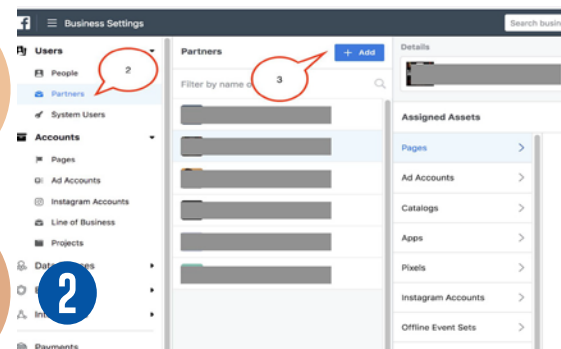 Business Settings
Search busin
Users
People
Partners
System Users
Accounts
Pages
Ad Accounts
Instagram Accounts
Line of Business
Projects
Payments
2
2
Partners
+ Add
Filter by name
3
Details
Assigned Assets
Pages
Ad Accounts
Catalogs
Apps
Pixels
Instagram Accounts
Offline Event Sets